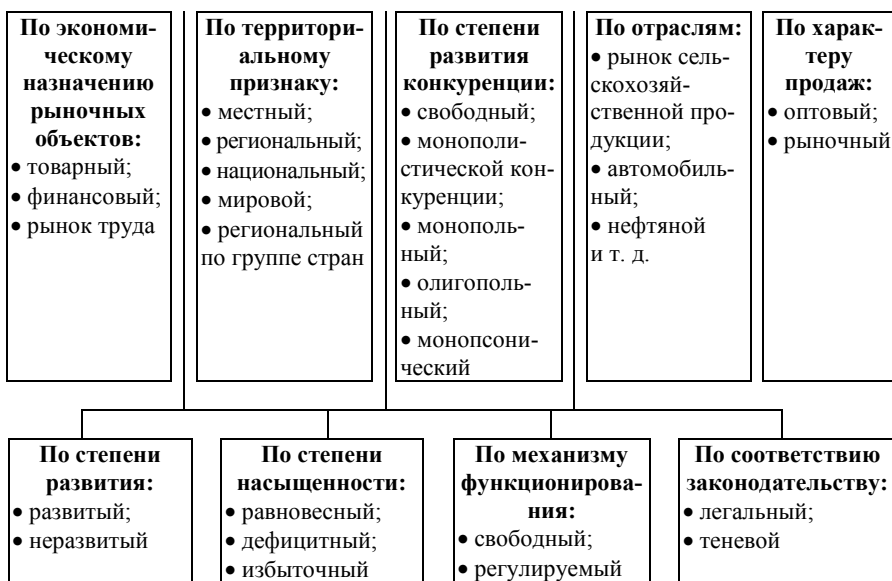 По экономи-
ческому
назначению
рыночных
объектов:
• товарный;
• финансовый;
• рынок труда
По территори-
альному
признаку:
• местный;
• региональный;
• национальный;
• мировой;
• региональный
по группе стран
По степени
развития
конкуренции:
• свободный;
• монополи-
стической кон-
куренции;
• монополь-
ный;
• олигополь-
ный;
• монопсони-
ческий
По отраслям:
• рынок сель-
скохозяй-
ственной про-
дукции;
• автомобиль-
ный;
• нефтяной
и т. д.
По харак-
теру
продаж:
• оптовый;
• рыночный
По степени
развития:
• развитый;
• неразвитый
По степени
насыщенности:
• равновесный;
• дефицитный;
• избыточный
По механизму
функционирова-
ния:
• свободный;
• регулируемый
По соответствию
законодательству:
• легальный;
• теневой